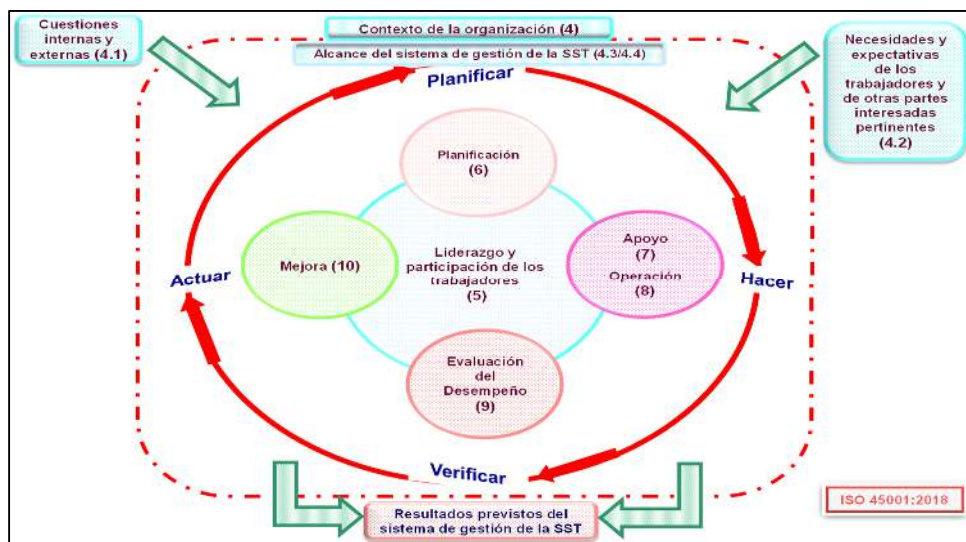 Cuestiones
internas y
externas (4.1)
Contexto de la organización (4)
Alcance del sistema de gestión de la SST (4.3/4.4)
Necesidades y
expectativas
de los
trabajadores y
de otras partes
interesadas
pertinentes
(4.2)
Planificar
Planificación
(6)
Mejora (10)
Liderazgo y
participación de los
trabajadores
(5)
Apoyo
(7)
Operación
(8)
Actuar
Hacer
Evaluación
del
Desempeño
(9)
Verificar
Resultados previstos del
sistema de gestión de la SST
ISO 45001:2018